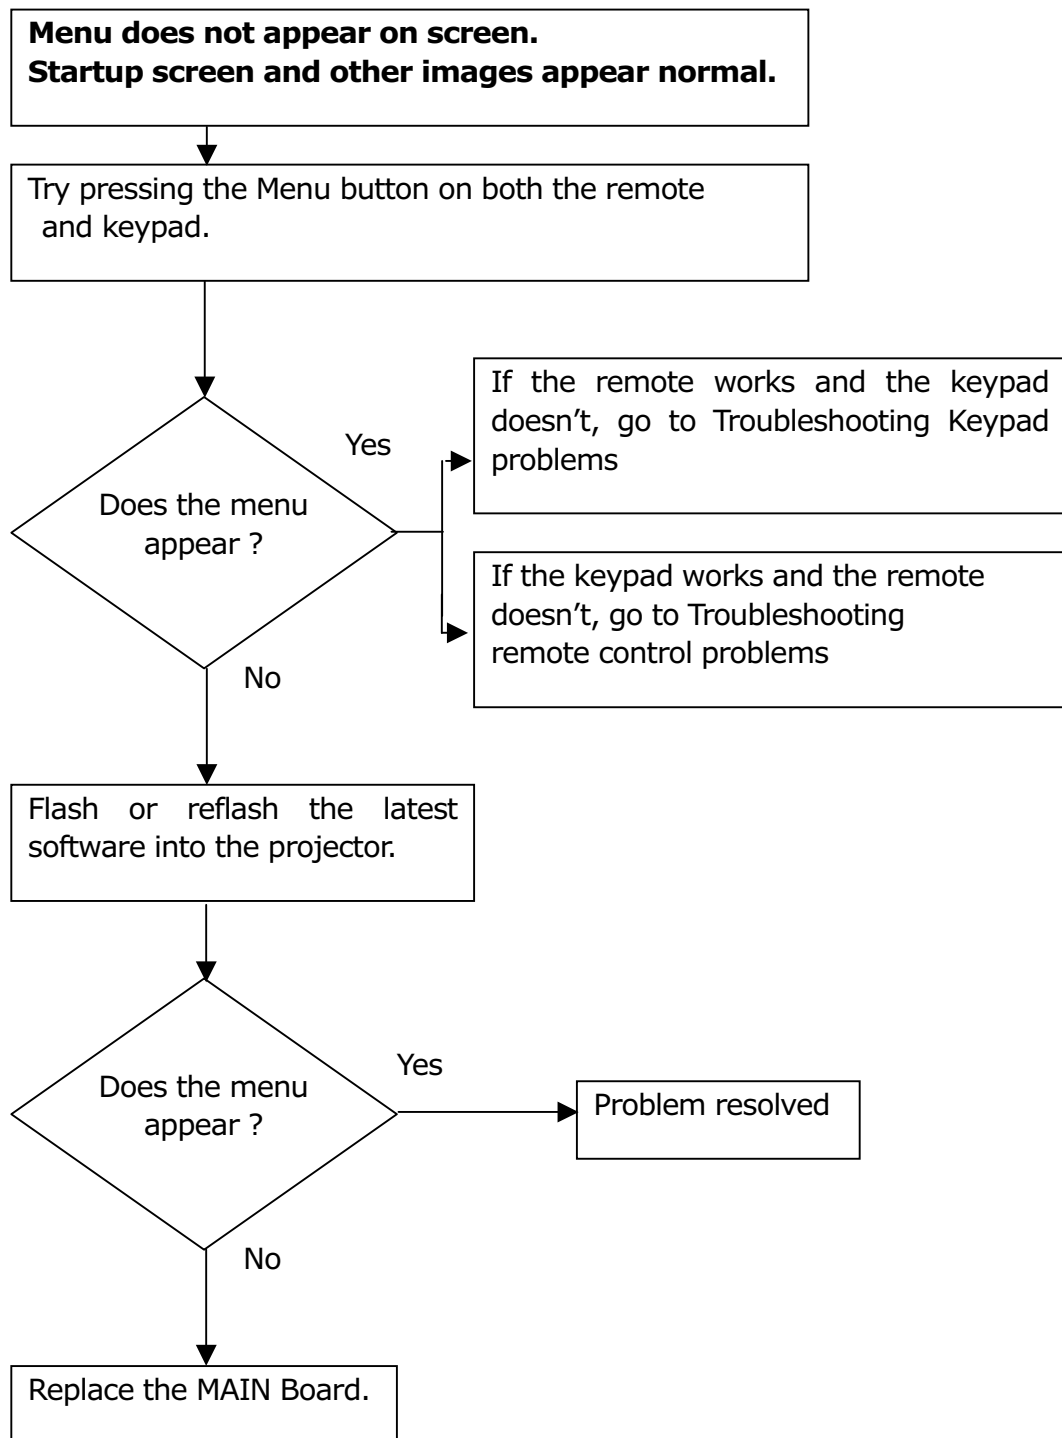 Menu does not appear on screen.
Startup screen and other images appear normal.
Try pressing the Menu button on both the remote
and keypad.
Does the menu
appear ?
Yes
If the remote works and the keypad
doesn’t, go to Troubleshooting Keypad
problems
If the keypad works and the remote
doesn’t, go to Troubleshooting
remote control problems
No
Flash or reflash the latest
software into the projector.
Does the menu
appear ?
Yes
Problem resolved
No
Replace the MAIN Board.